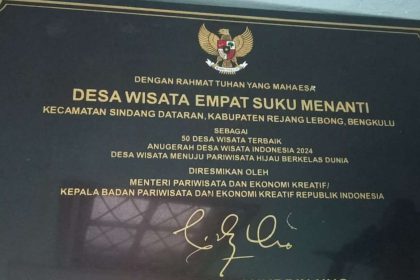 DENGAN RAHMAT TUHAN YANG MAHA ESA
DESA WISATA EMPAT SUKU MENANTI
KECAMATAN SINDANG DATARAN, KABUPATEN REJANG LEBONG, BENGKULU
SEBAGAI
50 DESA WISATA TERBAIK
ANUGERAH DESA WISATA INDONESIA 2024
DESA WISATA MENUJU PARIWISATA HIJAU BERKELAS DUNIA
DIRESMIKAN OLEH
MENTERI PARIWISATA DAN EKONOMI KREATIF/
KEPALA BADAN PARIWISATA DAN EKONOMI KREATIF REPUBLIK INDONESIA